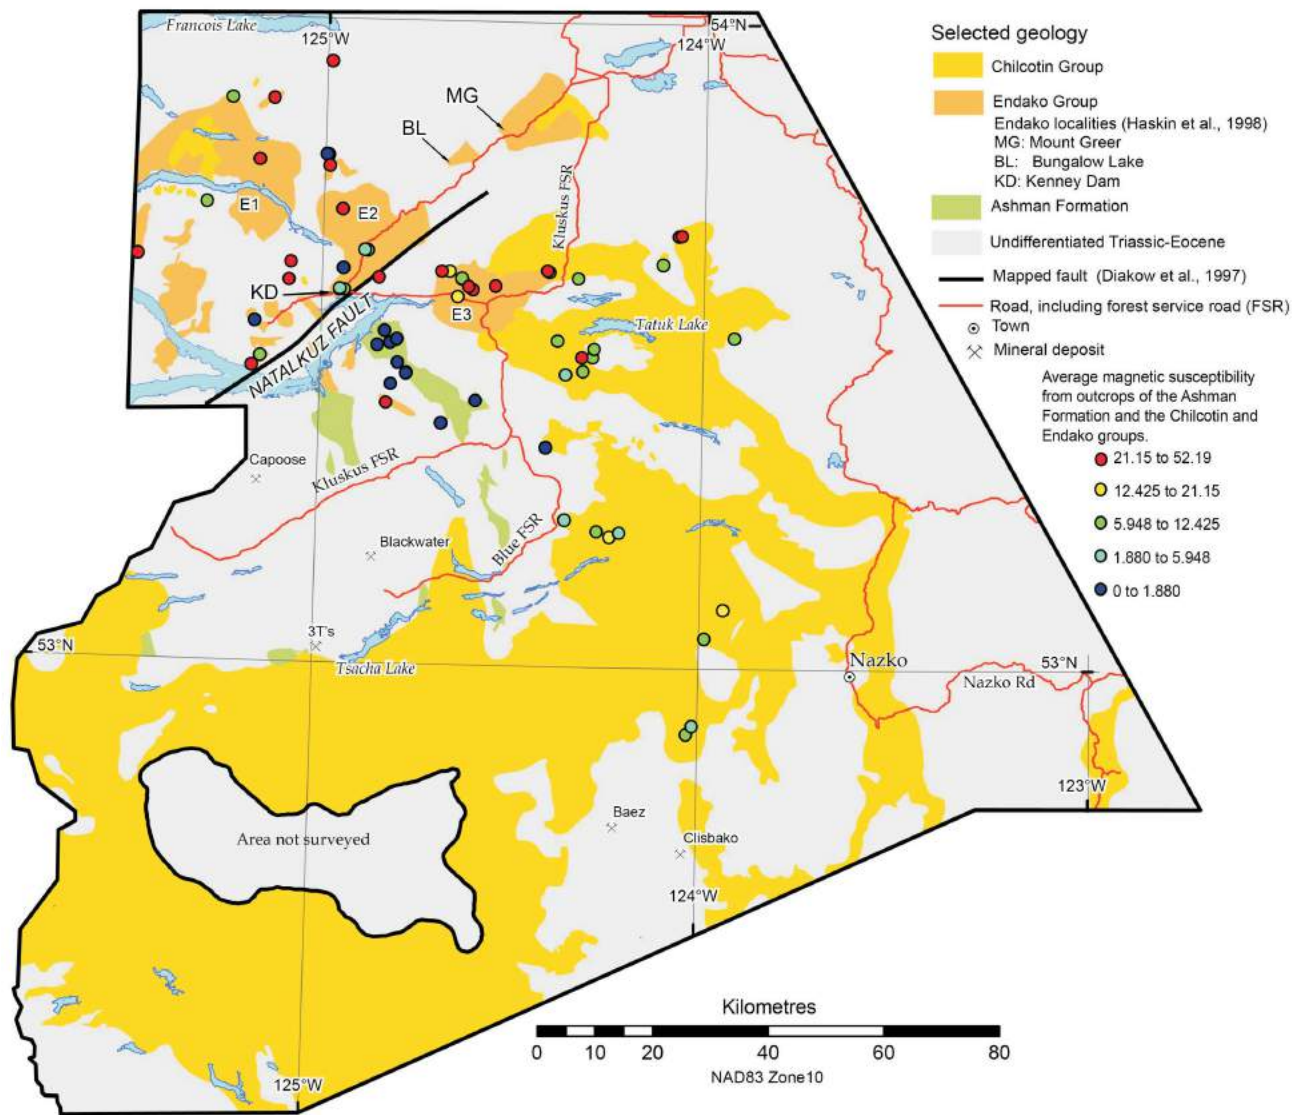 Francois Lake
125°W
54°N
124°W
MG
BL
E1
E2
Kluskus FSR
KD
NATALKUZ FAULT
E3
Tatuk Lake
Capoose
Kluskus FSR
Blackwater
Blue FSR
3T's
53°N
Tsacha Lake
Nazko
53°N
Nazko Rd
123°W
Baez
Area not surveyed
Clisbako
124°W
125°W
Selected geology
Chilcotin Group
Endako Group
Endako localities (Haskin et al., 1998)
MG: Mount Greer
BL: Bungalow Lake
KD: Kenney Dam
Ashman Formation
Undifferentiated Triassic-Eocene
Mapped fault (Diakow et al., 1997)
Road, including forest service road (FSR)
Town
Mineral deposit
Average magnetic susceptibility
from outcrops of the Ashman
Formation and the Chilcotin and
Endako groups.
21.15 to 52.19
12.425 to 21.15
5.948 to 12.425
1.880 to 5.948
0 to 1.880
Kilometres
0 10 20 40 60 80
NAD83 Zone10